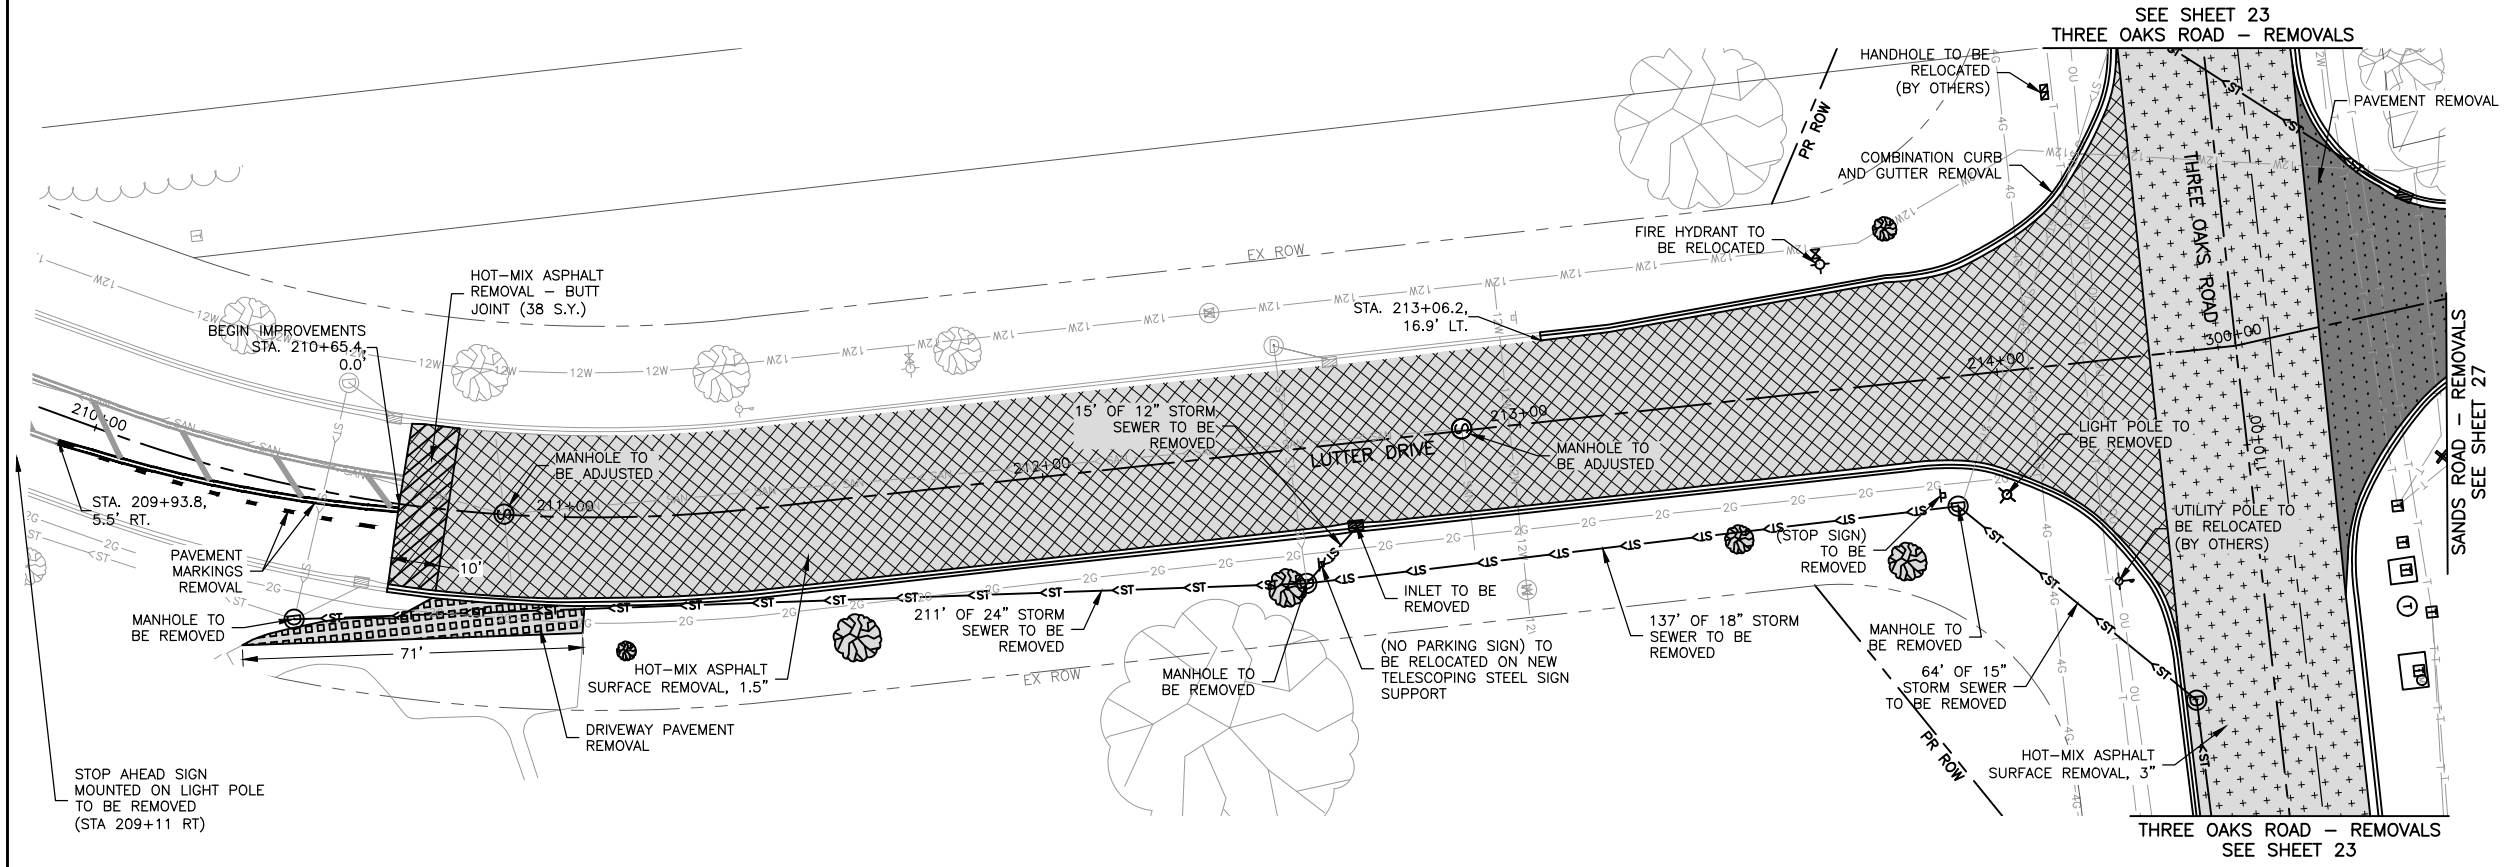 SEE SHEET 23
THREE OAKS ROAD – REMOVALS
HANDHOLE TO BE
RELOCATED
(BY OTHERS)
PAVEMENT REMOVAL
PR ROW
COMBINATION CURB
AND GUTTER REMOVAL
THREE OAKS ROAD
FIRE HYDRANT TO
BE RELOCATED
EX ROW
HOT–MIX ASPHALT
REMOVAL – BUTT
JOINT (38 S.Y.)
BEGIN IMPROVEMENTS
STA. 210+65.4,
0.0'
STA. 213+06.2,
16.9' LT.
300+00
214+00
213+00
212+00
211+00
210+00
101+00
SANDS ROAD – REMOVALS
SEE SHEET 27
15' OF 12" STORM
SEWER TO BE
REMOVED
LUTTER DRIVE
MANHOLE TO
BE ADJUSTED
MANHOLE TO
BE ADJUSTED
LIGHT POLE TO
BE REMOVED
STA. 209+93.8,
5.5' RT.
UTILITY POLE TO
BE RELOCATED
(BY OTHERS)
(STOP SIGN)
TO BE
REMOVED
PAVEMENT
MARKINGS
REMOVAL
10'
INLET TO BE
REMOVED
MANHOLE TO
BE REMOVED
211' OF 24" STORM
SEWER TO BE
REMOVED
137' OF 18" STORM
SEWER TO BE
REMOVED
MANHOLE TO
BE REMOVED
71'
HOT–MIX ASPHALT
SURFACE REMOVAL, 1.5"
MANHOLE TO
BE REMOVED
(NO PARKING SIGN) TO
BE RELOCATED ON NEW
TELESCOPING STEEL SIGN
SUPPORT
64' OF 15"
STORM SEWER
TO BE REMOVED
EX ROW
DRIVEWAY PAVEMENT
REMOVAL
PR ROW
HOT–MIX ASPHALT
SURFACE REMOVAL, 3"
STOP AHEAD SIGN
MOUNTED ON LIGHT POLE
TO BE REMOVED
(STA 209+11 RT)
THREE OAKS ROAD – REMOVALS
SEE SHEET 23